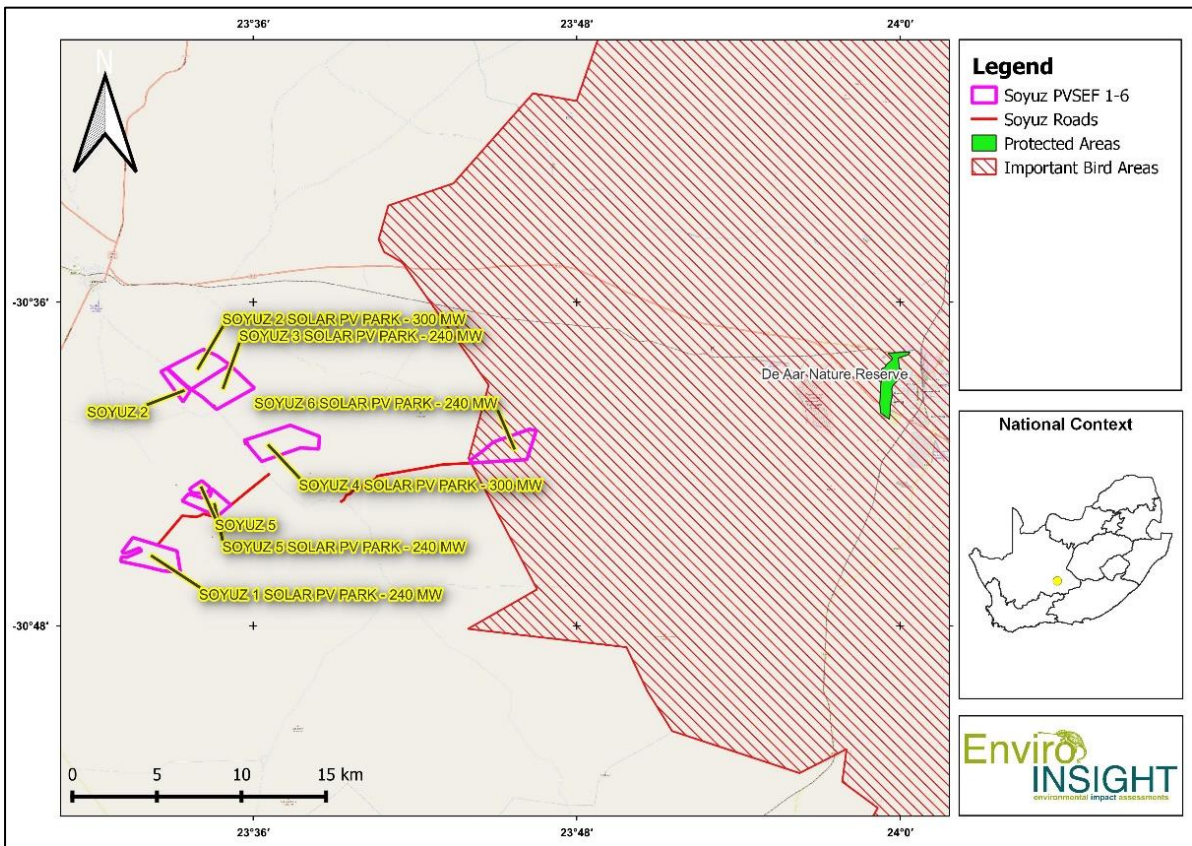 23°36'
23°48'
24°0'
N
-30°36'
-30°48'
SOYUZ 2 SOLAR PV PARK - 300 MW
SOYUZ 3 SOLAR PV PARK - 240 MW
SOYUZ 6 SOLAR PV PARK - 240 MW
SOYUZ 2
SOYUZ 4 SOLAR PV PARK - 300 MW
SOYUZ 5
SOYUZ 5 SOLAR PV PARK - 240 MW
SOYUZ 1 SOLAR PV PARK - 240 MW
De Aar Nature Reserve
0 5 10 15 km
23°36'
23°48'
24°0'
Legend
Soyuz PVSEF 1-6
Soyuz Roads
Protected Areas
Important Bird Areas
National Context
Enviro
INSIGHT
environmental impact assessments